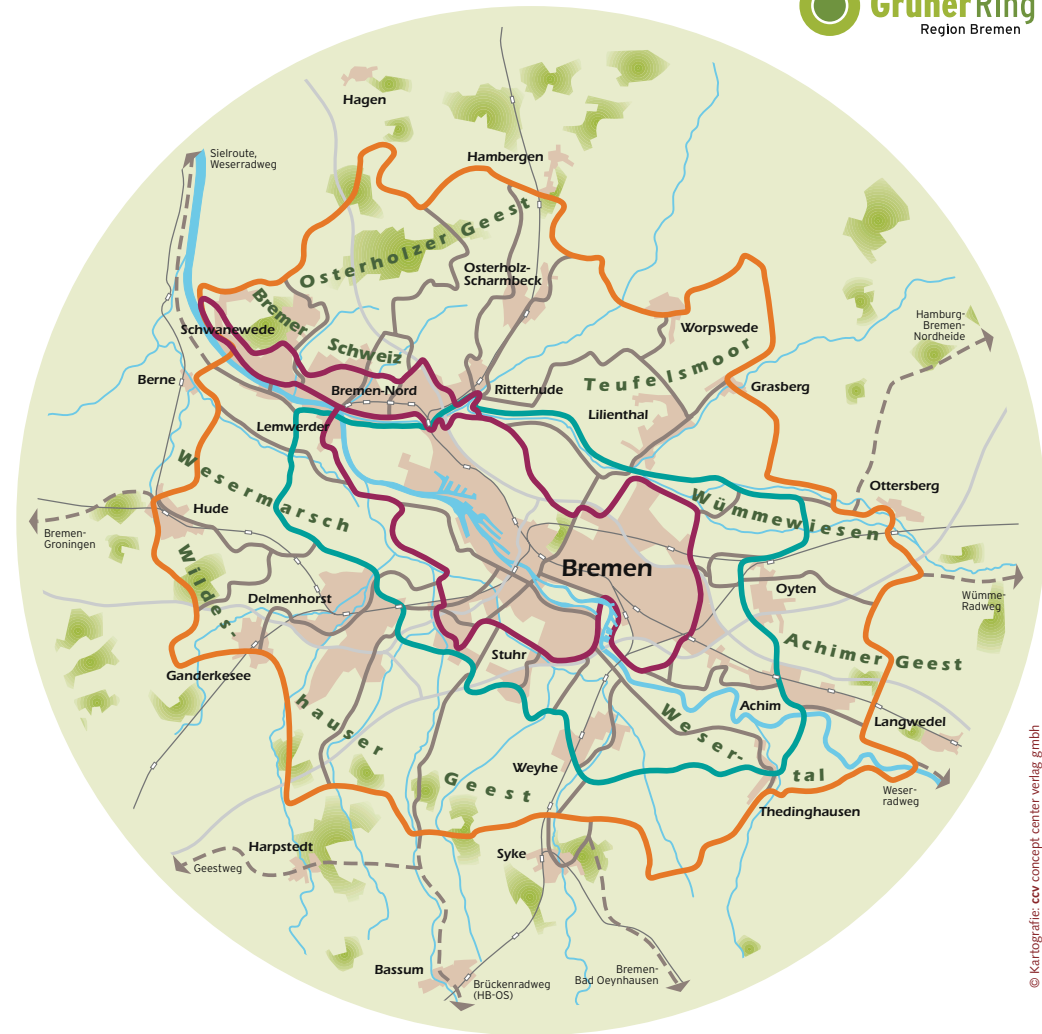 GrünerRing
Region Bremen
Hagen
Hambergen
Sielroute,
Weserradweg
Osterholzer Geest
Osterholz-
Scharmbeck
Bremer
Schweiz
Schwanewede
Worpswede
Hamburg-
Bremen-
Nordheide
Berne
Bremen-Nord
Ritterhude
Teufelsmoor
Grasberg
Lilienthal
Lemwerder
Wesermarsch
Wümmewiesen
Ottersberg
Hude
Bremen-
Groningen
Bremen
Wildes-
hauser
Geest
Delmenhorst
Oyten
Wümme-
Radweg
Stuhr
Achimer Geest
Ganderkesee
Achim
Langwedel
Weser-
tal
Weyhe
Weser-
radweg
Thedinghausen
Harpstedt
Geestweg
Syke
Bassum
Brückenradweg
(HB-OS)
Bremen-
Bad Oeynhausen
© Kartografie: ccv concept center verlag gmbh